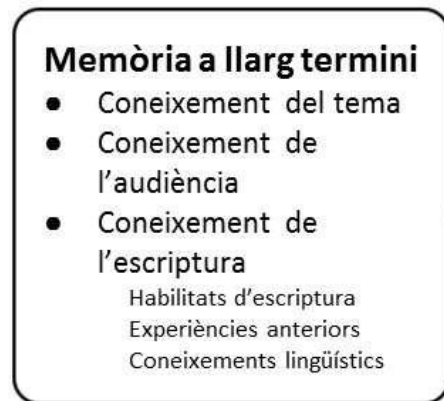 Memòria a llarg termini
● Coneixement del tema
● Coneixement de
l’audiència
● Coneixement de
l’escriptura
Habilitats d’escriptura
Experiències anteriors
Coneixements lingüístics